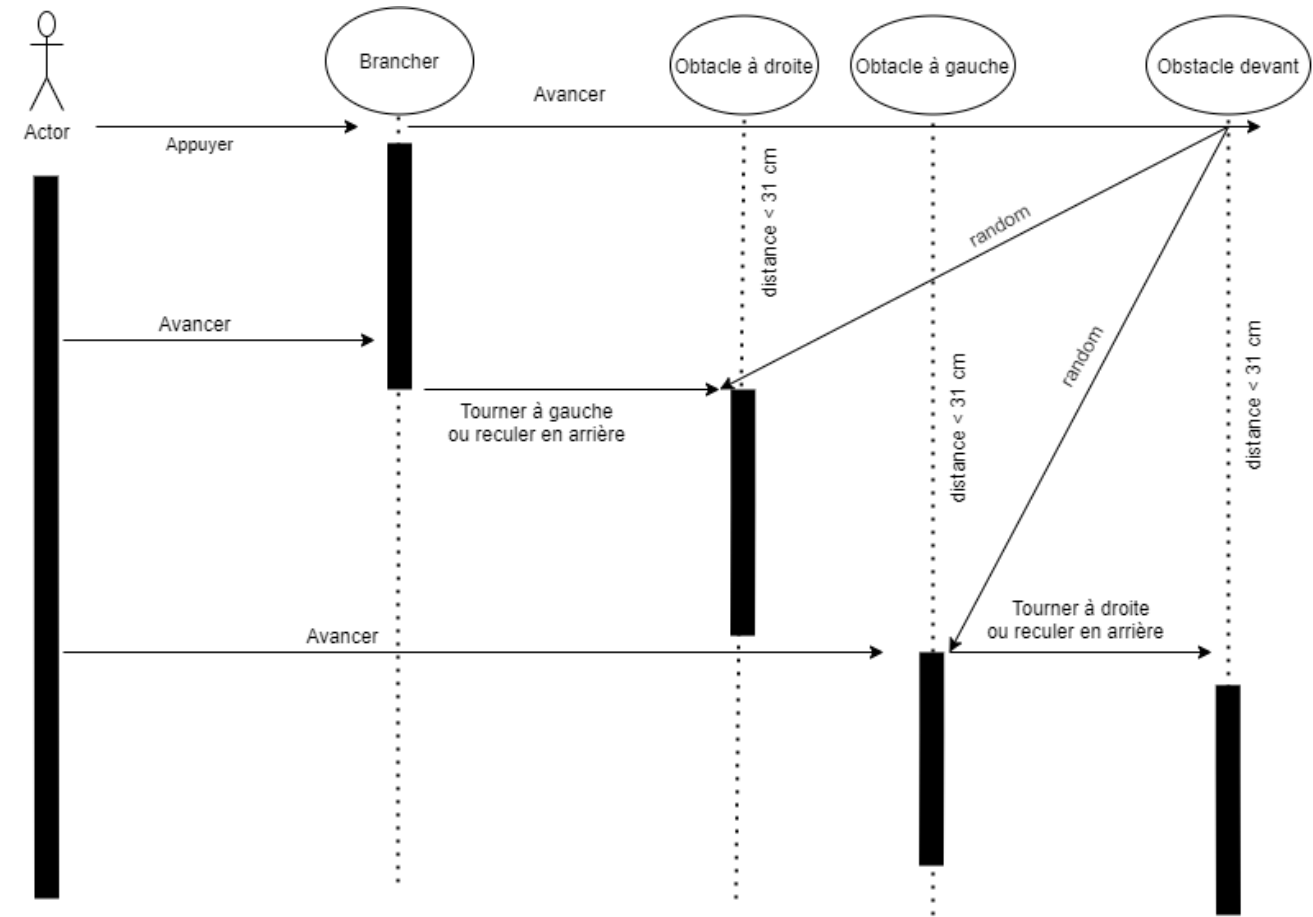 Brancher
Obtacle à droite
Obtacle à gauche
Obstacle devant
Avancer
Actor
Appuyer
distance < 31 cm
random
Avancer
random
distance < 31 cm
distance < 31 cm
Tourner à gauche
ou reculer en arrière
Tourner à droite
ou reculer en arrière
Avancer